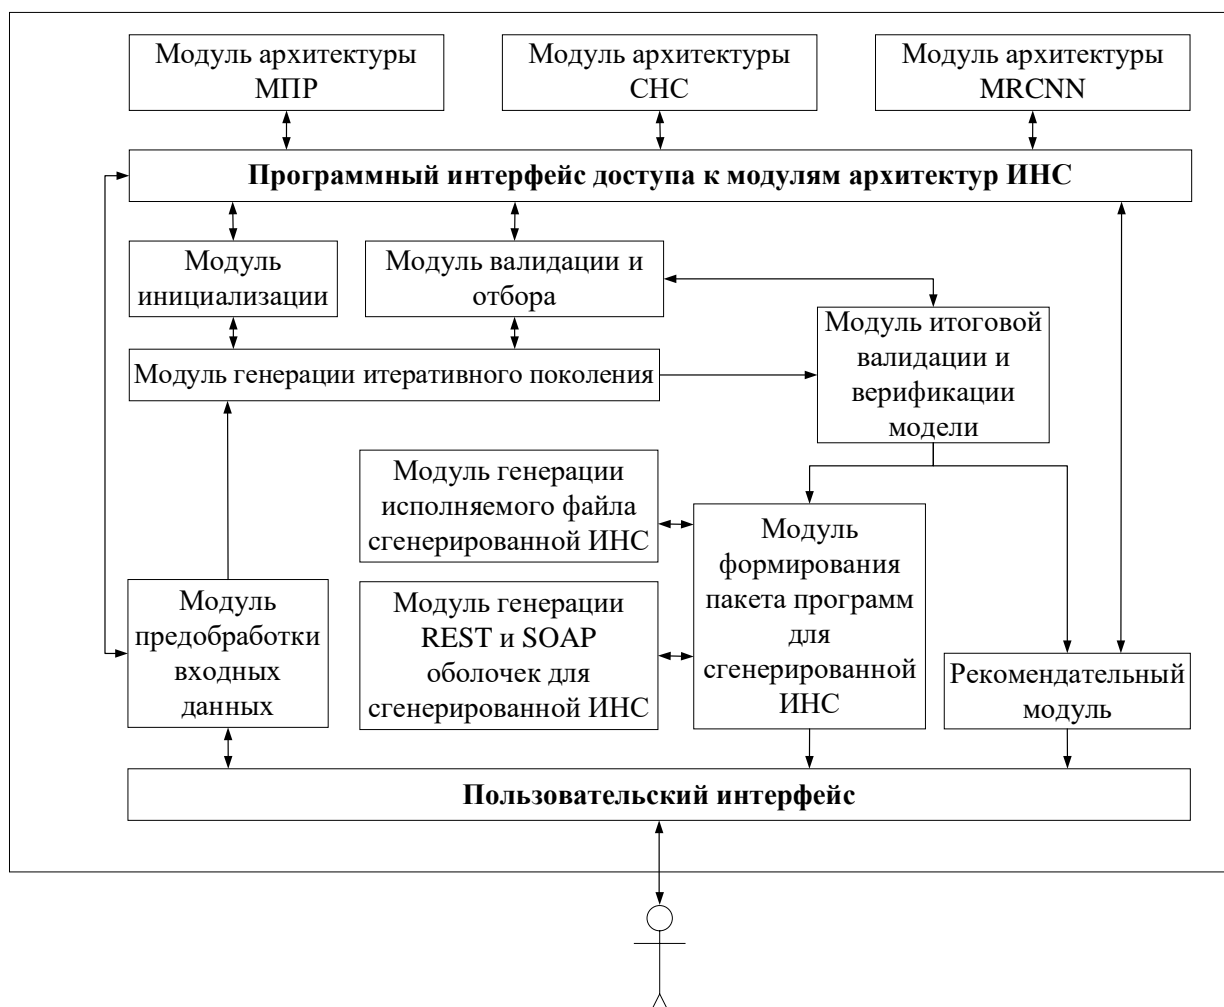 Модуль архитектуры
МПР
Модуль архитектуры
СНС
Модуль архитектуры
MRCNN
Программный интерфейс доступа к модулям архитектур ИНС
Модуль
инициализации
Модуль валидации и
отбора
Модуль итоговой
валидации и
верификации
модели
Модуль генерации итеративного поколения
Модуль генерации
исполняемого файла
сгенерированной ИНС
Модуль
формирования
пакета программ
для
сгенерированной
ИНС
Модуль
предобработки
входных
данных
Модуль генерации
REST и SOAP
оболочек для
сгенерированной ИНС
Рекомендательный
модуль
Пользовательский интерфейс